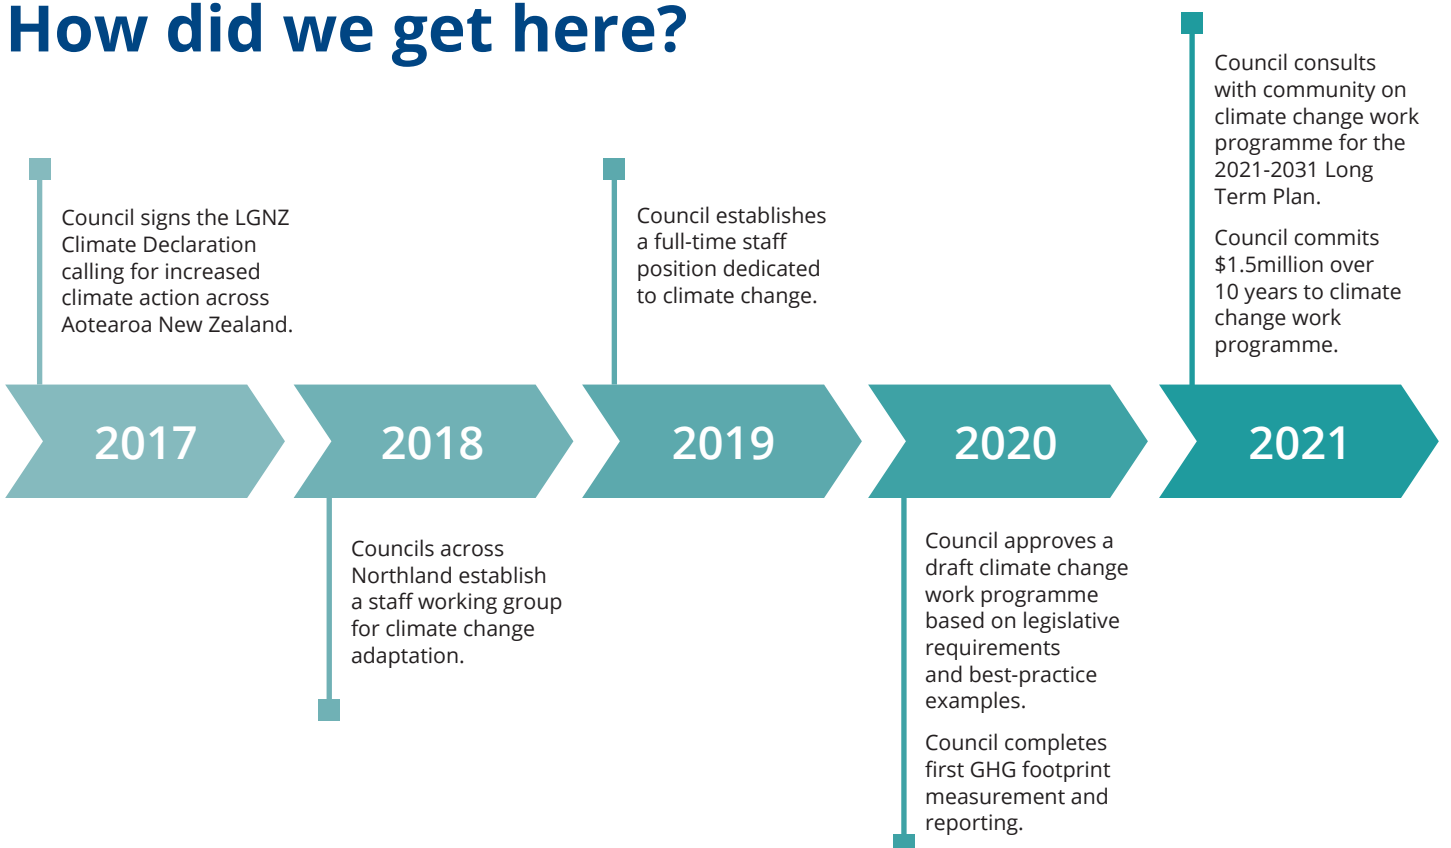 How did we get here?
Council signs the LGNZ
Climate Declaration
calling for increased
climate action across
Aotearoa New Zealand.
Council establishes
a full-time staff
position dedicated
to climate change.
Council consults
with community on
climate change work
programme for the
2021-2031 Long
Term Plan.
Council commits
$1.5million over
10 years to climate
change work
programme.
2017
2018
2019
2020
2021
Councils across
Northland establish
a staff working group
for climate change
adaptation.
Council approves a
draft climate change
work programme
based on legislative
requirements
and best-practice
examples.
Council completes
first GHG footprint
measurement and
reporting.